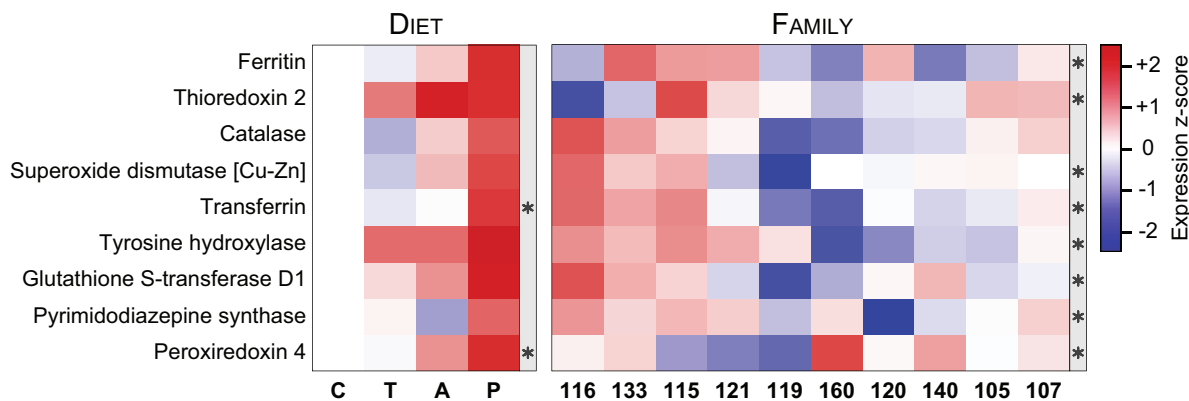 DIET FAMILY
Ferritin *
Thioredoxin 2 *
Catalase
Superoxide dismutase [Cu-Zn] *
Transferrin * *
Tyrosine hydroxylase *
Glutathione S-transferase D1 *
Pyrimidodiazepine synthase *
Peroxiredoxin 4 * *
C T A P 116 133 115 121 119 160 120 140 105 107
+2
+1
0
-1
-2
Expression z-score